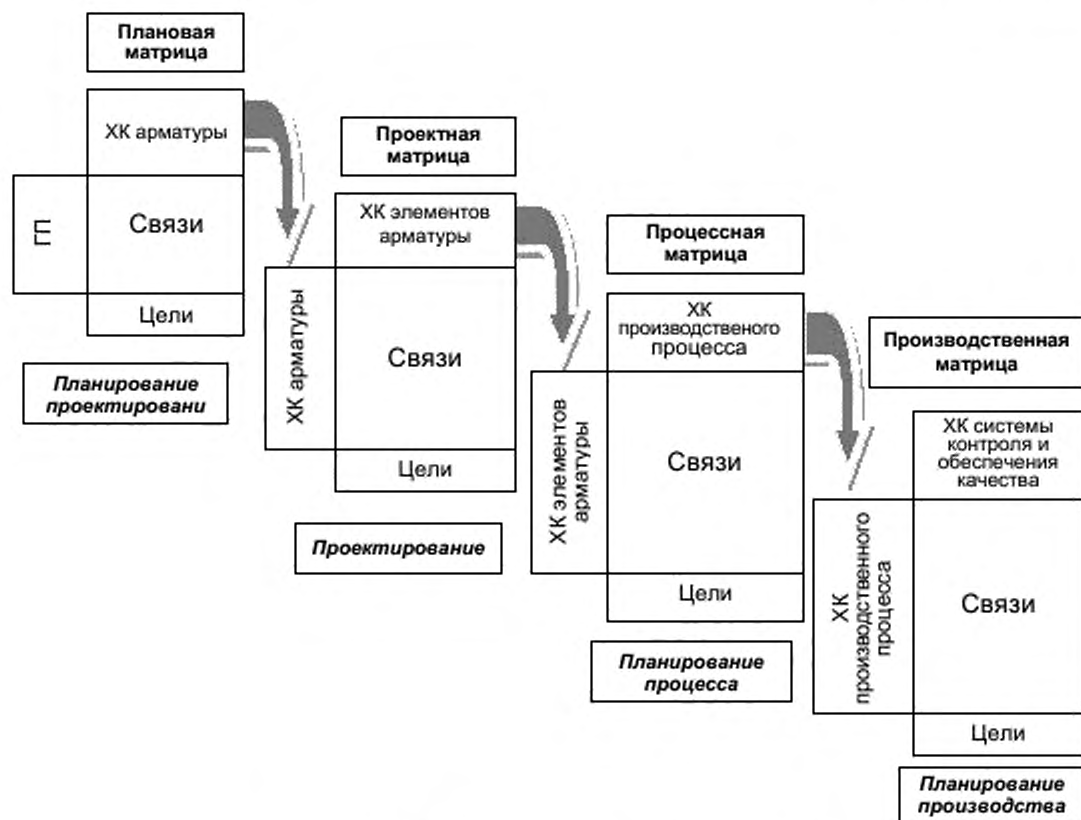 Плановая
матрица
ХК арматуры
ГП
Связи
Цели
Планирование
проектировани
Проектная
матрица
ХК элементов
арматуры
ХК арматуры
Связи
Цели
Проектирование
Процессная
матрица
ХК
производственого
процесса
ХК элементов
арматуры
Связи
Цели
Планирование
процесса
Производственная
матрица
ХК системы
контроля и
обеспечения
качества
ХК
производственного
процесса
Связи
Цели
Планирование
производства